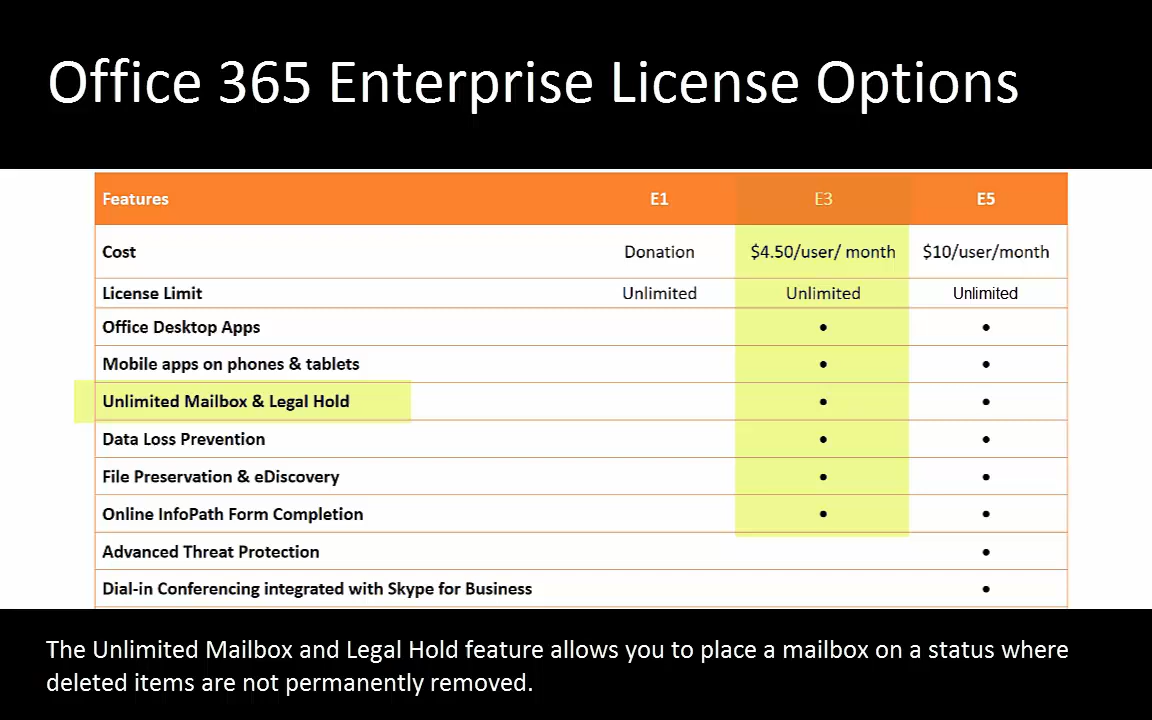 Office 365 Enterprise License Options
Features E1 E3 E5
Cost Donation $4.50/user/ month $10/user/month
License Limit Unlimited Unlimited Unlimited
Office Desktop Apps • •
Mobile apps on phones & tablets • •
Unlimited Mailbox & Legal Hold • •
Data Loss Prevention • •
File Preservation & eDiscovery • •
Online InfoPath Form Completion • •
Advanced Threat Protection •
Dial-in Conferencing integrated with Skype for Business •
The Unlimited Mailbox and Legal Hold feature allows you to place a mailbox on a status where
deleted items are not permanently removed.